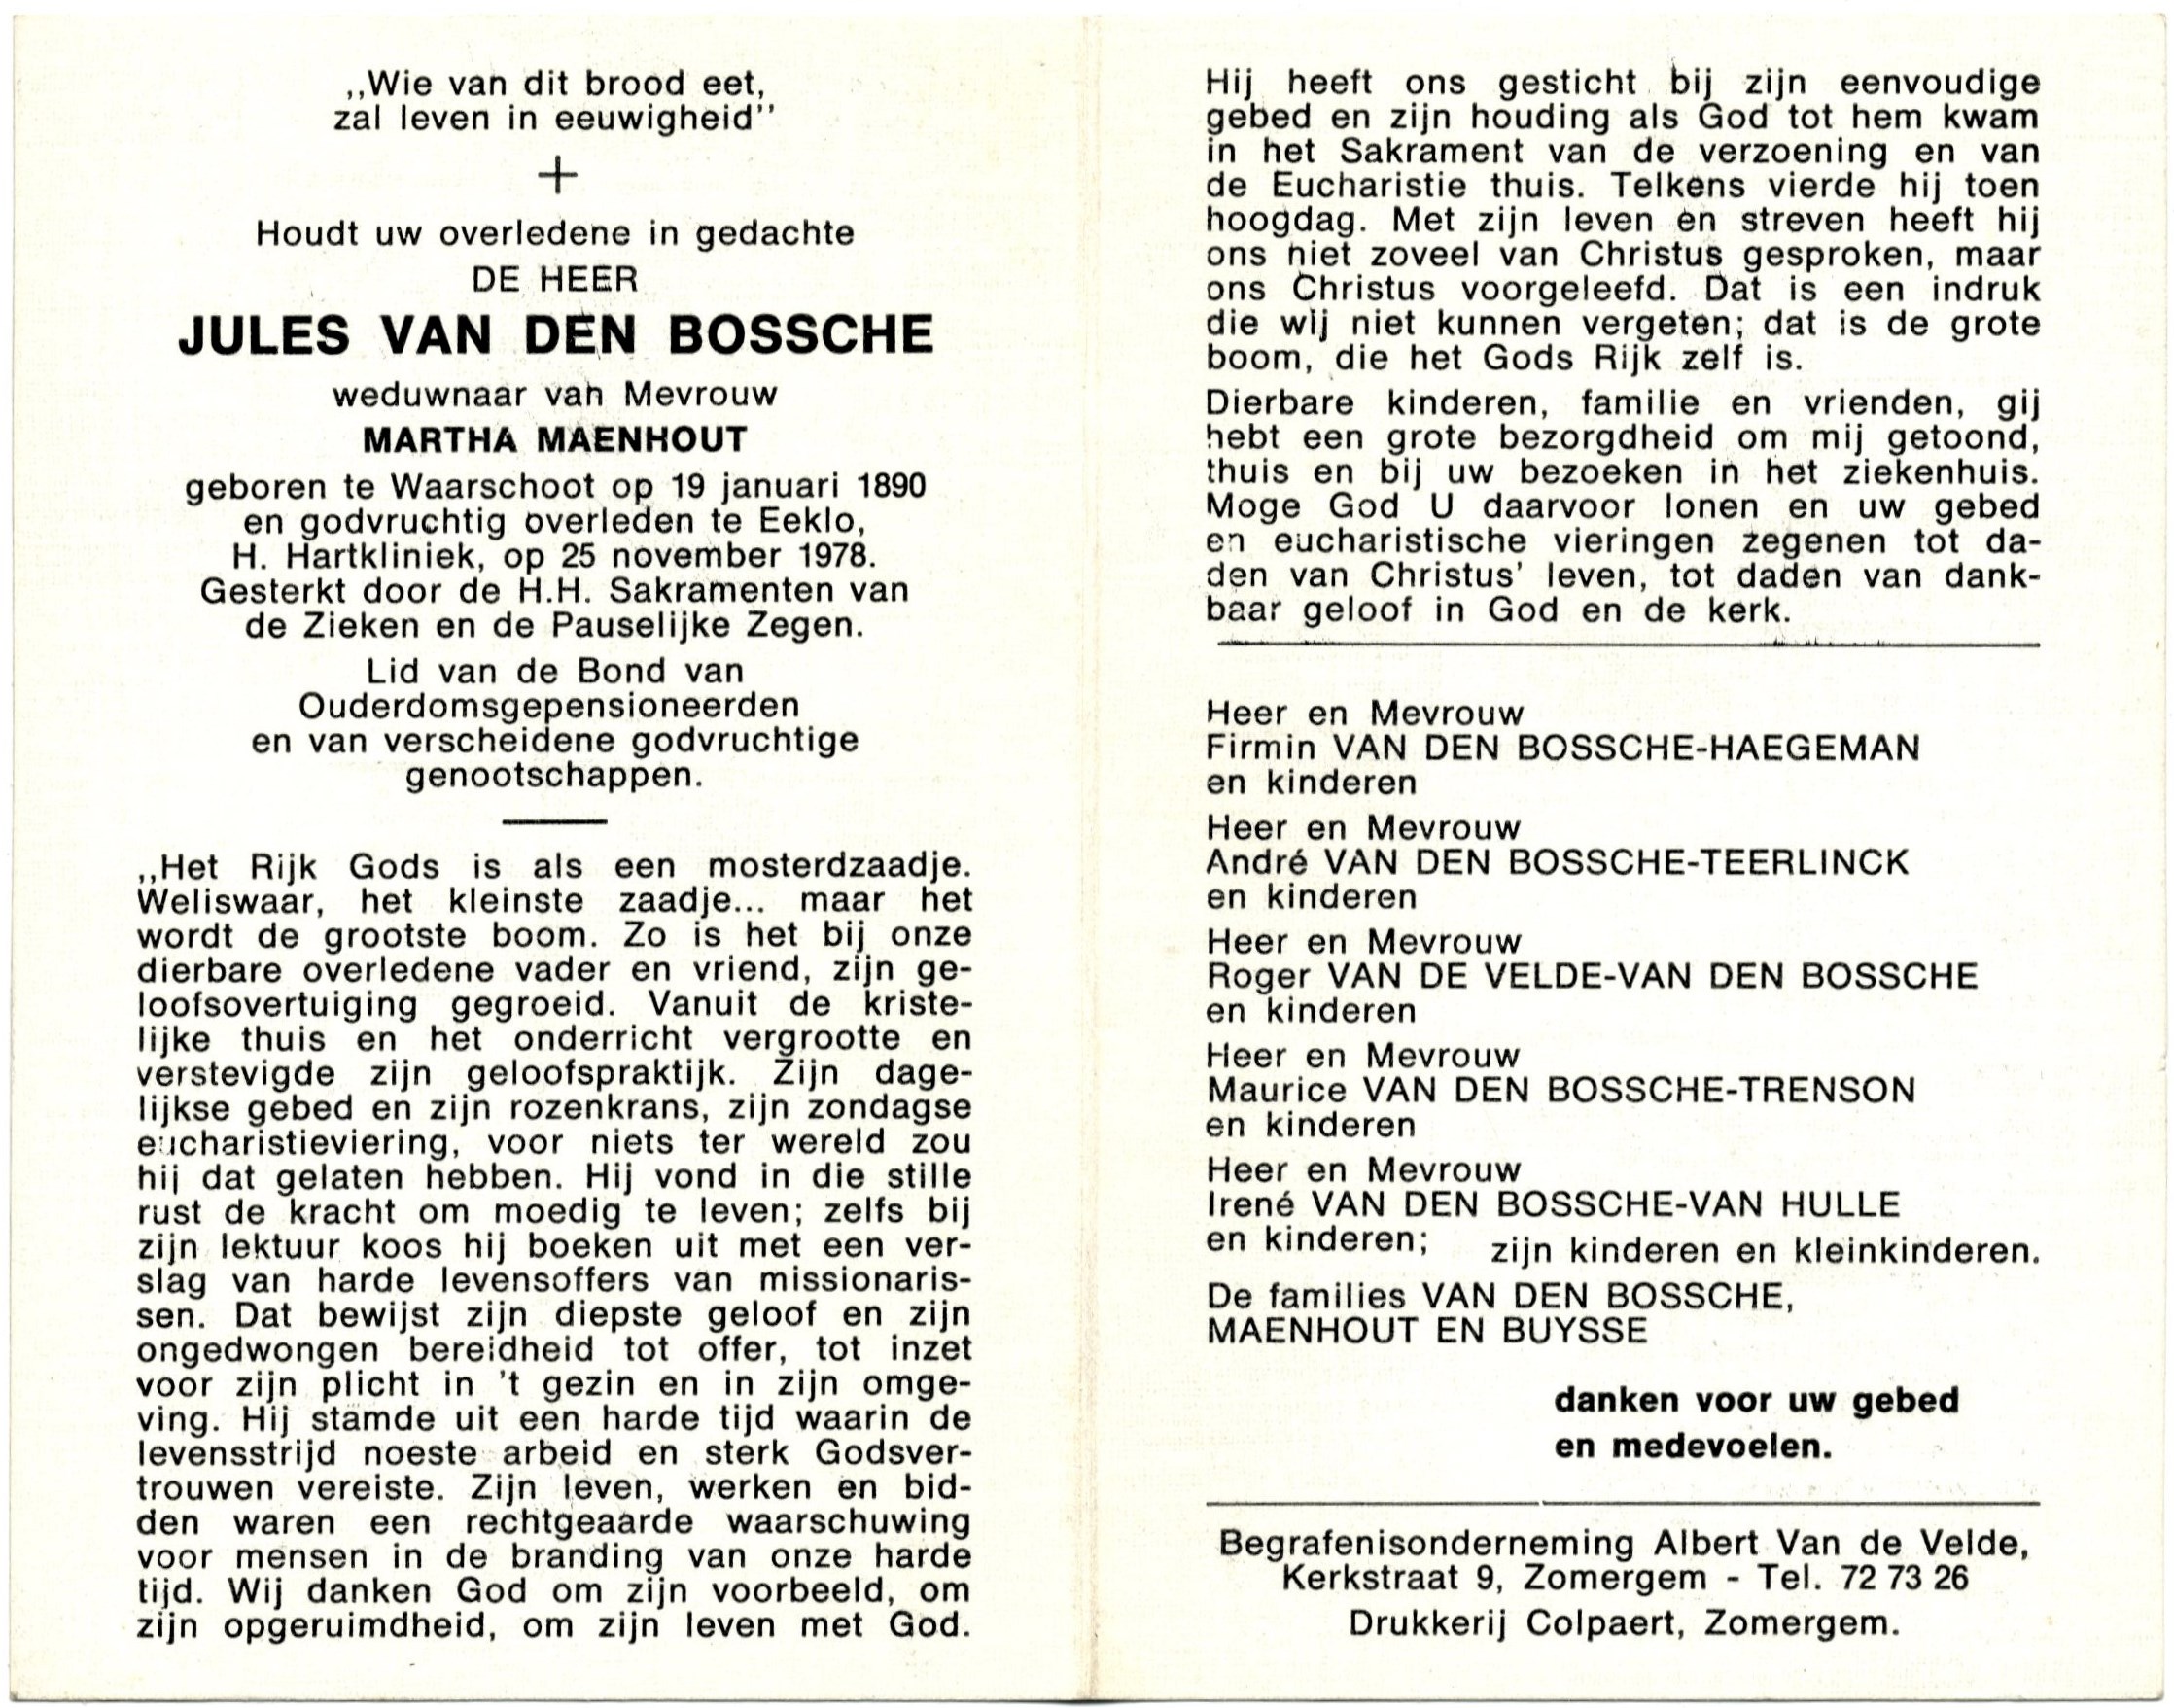 ,,Wie van dit brood eet,
zal leven in eeuwigheid''
+
Houdt uw overledene in gedachte
DE HEER
JULES VAN DEN BOSSCHE
weduwnaar van Mevrouw
MARTHA MAENHOUT
geboren te Waarschoot op 19 januari 1890
en godvruchtig overleden te Eeklo,
H. Hartkliniek, op 25 november 1978.
Gesterkt door de H.H. Sakramenten van
de Zieken en de Pauselijke Zegen.
Lid van de Bond van
Ouderdomsgepensioneerden
en van verscheidene godvruchtige
genootschappen.
,,Het Rijk Gods is als een mosterdzaadje.
Weliswaar, het kleinste zaadje... maar het
wordt de grootste boom. Zo is het bij onze
dierbare overledene vader en vriend, zijn ge-
loofsovertuiging gegroeid. Vanuit de kriste-
lijke thuis en het onderricht vergrootte en
verstevigde zijn geloofspraktijk. Zijn dage-
lijkse gebed en zijn rozenkrans, zijn zondagse
eucharistieviering, voor niets ter wereld zou
hij dat gelaten hebben. Hij vond in die stille
rust de kracht om moedig te leven; zelfs bij
zijn lektuur koos hij boeken uit met een ver-
slag van harde levensoffers van missionaris-
sen. Dat bewijst zijn diepste geloof en zijn
ongedwongen bereidheid tot offer, tot inzet
voor zijn plicht in 't gezin en in zijn omge-
ving. Hij stamde uit een harde tijd waarin de
levensstrijd noeste arbeid en sterk Godsver-
trouwen vereiste. Zijn leven, werken en bid-
den waren een rechtgeaarde waarschuwing
voor mensen in de branding van onze harde
tijd. Wij danken God om zijn voorbeeld, om
zijn opgeruimdheid, om zijn leven met God.
Hij heeft ons gesticht bij zijn eenvoudige
gebed en zijn houding als God tot hem kwam
in het Sakrament van de verzoening en van
de Eucharistie thuis. Telkens vierde hij toen
hoogdag. Met zijn leven en streven heeft hij
ons niet zoveel van Christus gesproken, maar
ons Christus voorgeleefd. Dat is een indruk
die wij niet kunnen vergeten; dat is de grote
boom, die het Gods Rijk zelf is.
Dierbare kinderen, familie en vrienden, gij
hebt een grote bezorgdheid om mij getoond,
thuis en bij uw bezoeken in het ziekenhuis.
Moge God U daarvoor lonen en uw gebed
en eucharistische vieringen zegenen tot da-
den van Christus' leven, tot daden van dank-
baar geloof in God en de kerk.
Heer en Mevrouw
Firmin VAN DEN BOSSCHE-HAEGEMAN
en kinderen
Heer en Mevrouw
André VAN DEN BOSSCHE-TEERLINCK
en kinderen
Heer en Mevrouw
Roger VAN DE VELDE-VAN DEN BOSSCHE
en kinderen
Heer en Mevrouw
Maurice VAN DEN BOSSCHE-TRENSON
en kinderen
Heer en Mevrouw
Irené VAN DEN BOSSCHE-VAN HULLE
en kinderen; zijn kinderen en kleinkinderen.
De families VAN DEN BOSSCHE,
MAENHOUT EN BUYSSE
danken voor uw gebed
en medevoelen.
Begrafenisonderneming Albert Van de Velde,
Kerkstraat 9, Zomergem - Tel. 72 73 26
Drukkerij Colpaert, Zomergem.